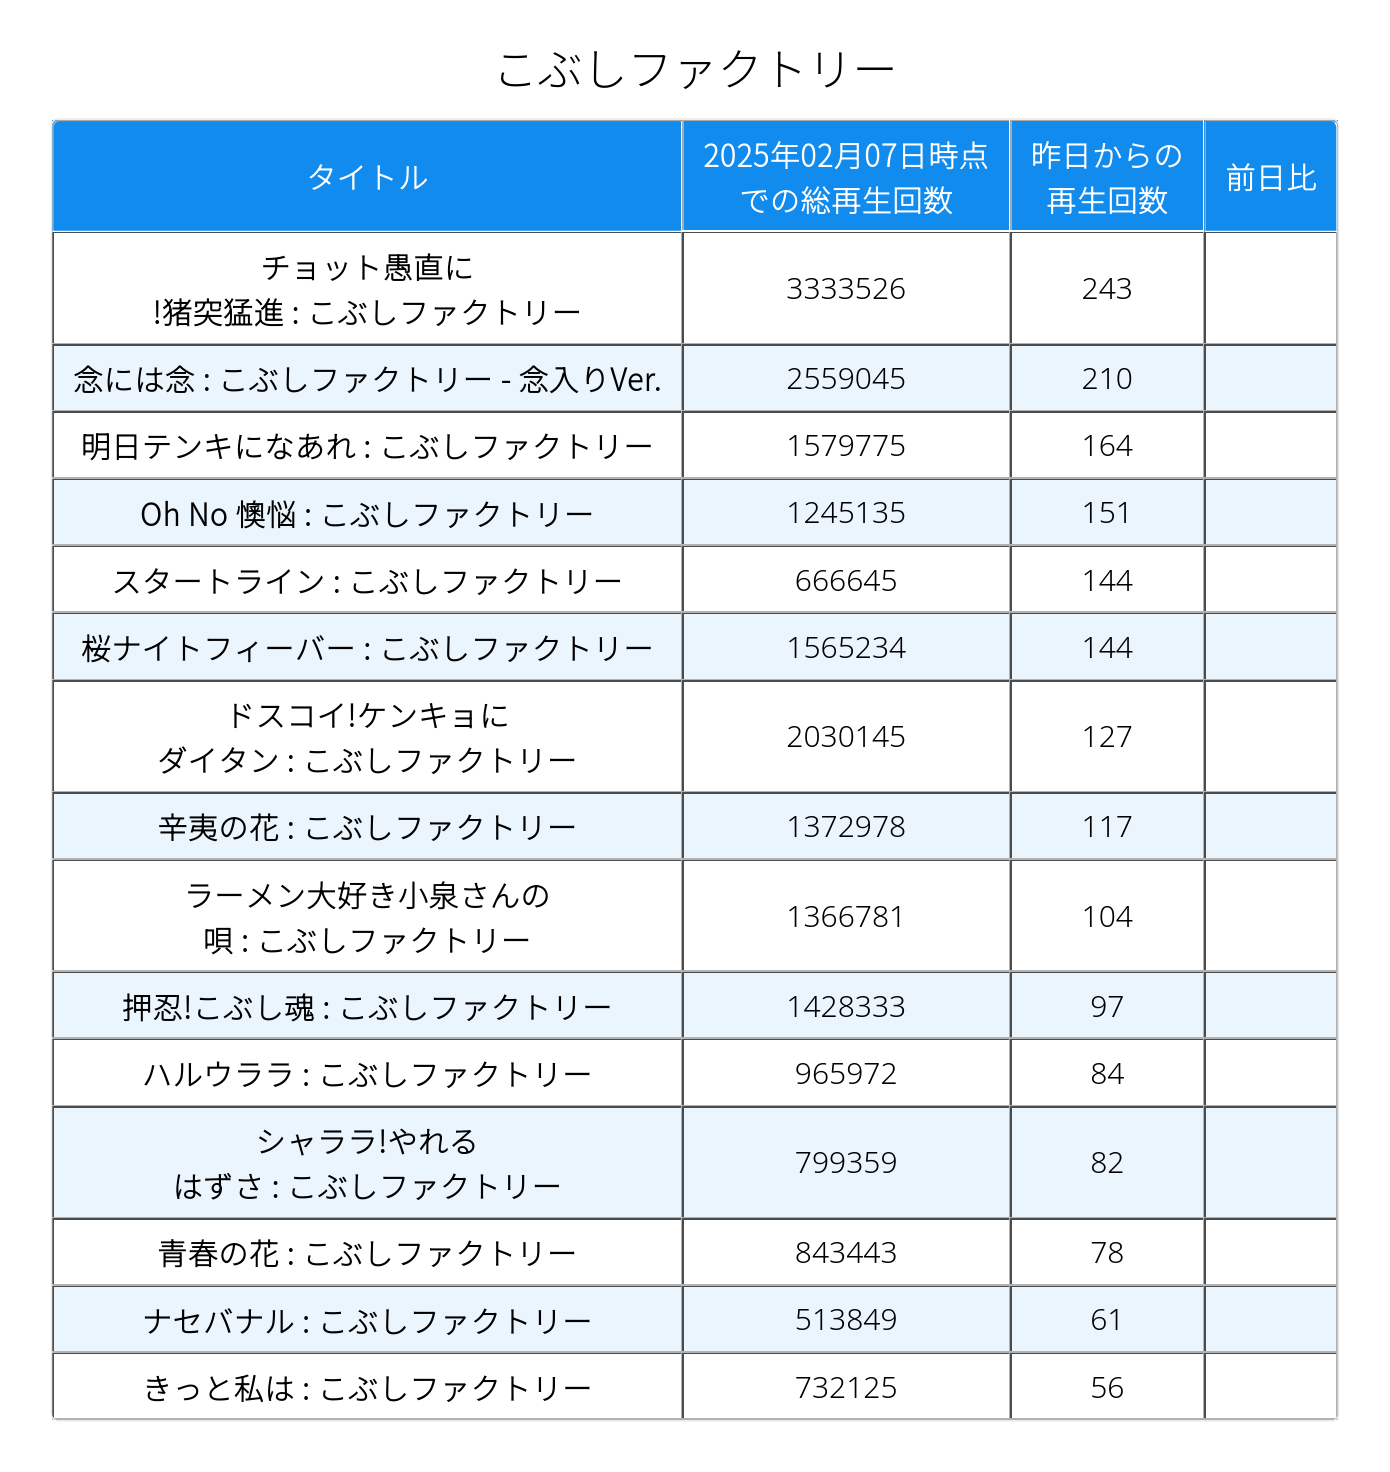 こぶしファクトリー
タイトル
2025年02月07日時点
での総再生回数
昨日からの
再生回数
前日比
チョット愚直に
!猪突猛進 : こぶしファクトリー
3333526
243
念には念 : こぶしファクトリー - 念入りVer.
2559045
210
明日テンキになあれ : こぶしファクトリー
1579775
164
Oh No 懊悩 : こぶしファクトリー
1245135
151
スタートライン : こぶしファクトリー
666645
144
桜ナイトフィーバー : こぶしファクトリー
1565234
144
ドスコイ!ケンキョに
ダイタン : こぶしファクトリー
2030145
127
辛夷の花 : こぶしファクトリー
1372978
117
ラーメン大好き小泉さんの
唄 : こぶしファクトリー
1366781
104
押忍!こぶし魂 : こぶしファクトリー
1428333
97
ハルウララ : こぶしファクトリー
965972
84
シャララ!やれる
はずさ : こぶしファクトリー
799359
82
青春の花 : こぶしファクトリー
843443
78
ナセバナル : こぶしファクトリー
513849
61
きっと私は : こぶしファクトリー
732125
56